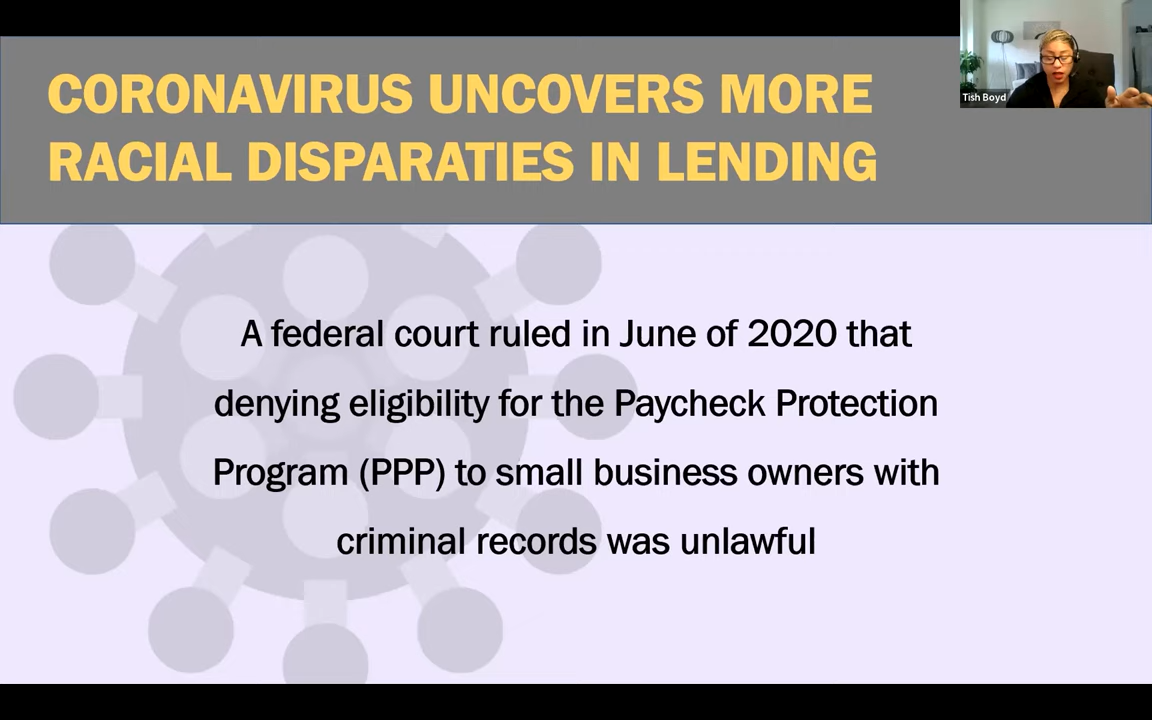 CORONAVIRUS UNCOVERS MORE
RACIAL DISPARATIES IN LENDING
Tish Boyd
A federal court ruled in June of 2020 that
denying eligibility for the Paycheck Protection
Program (PPP) to small business owners with
criminal records was unlawful